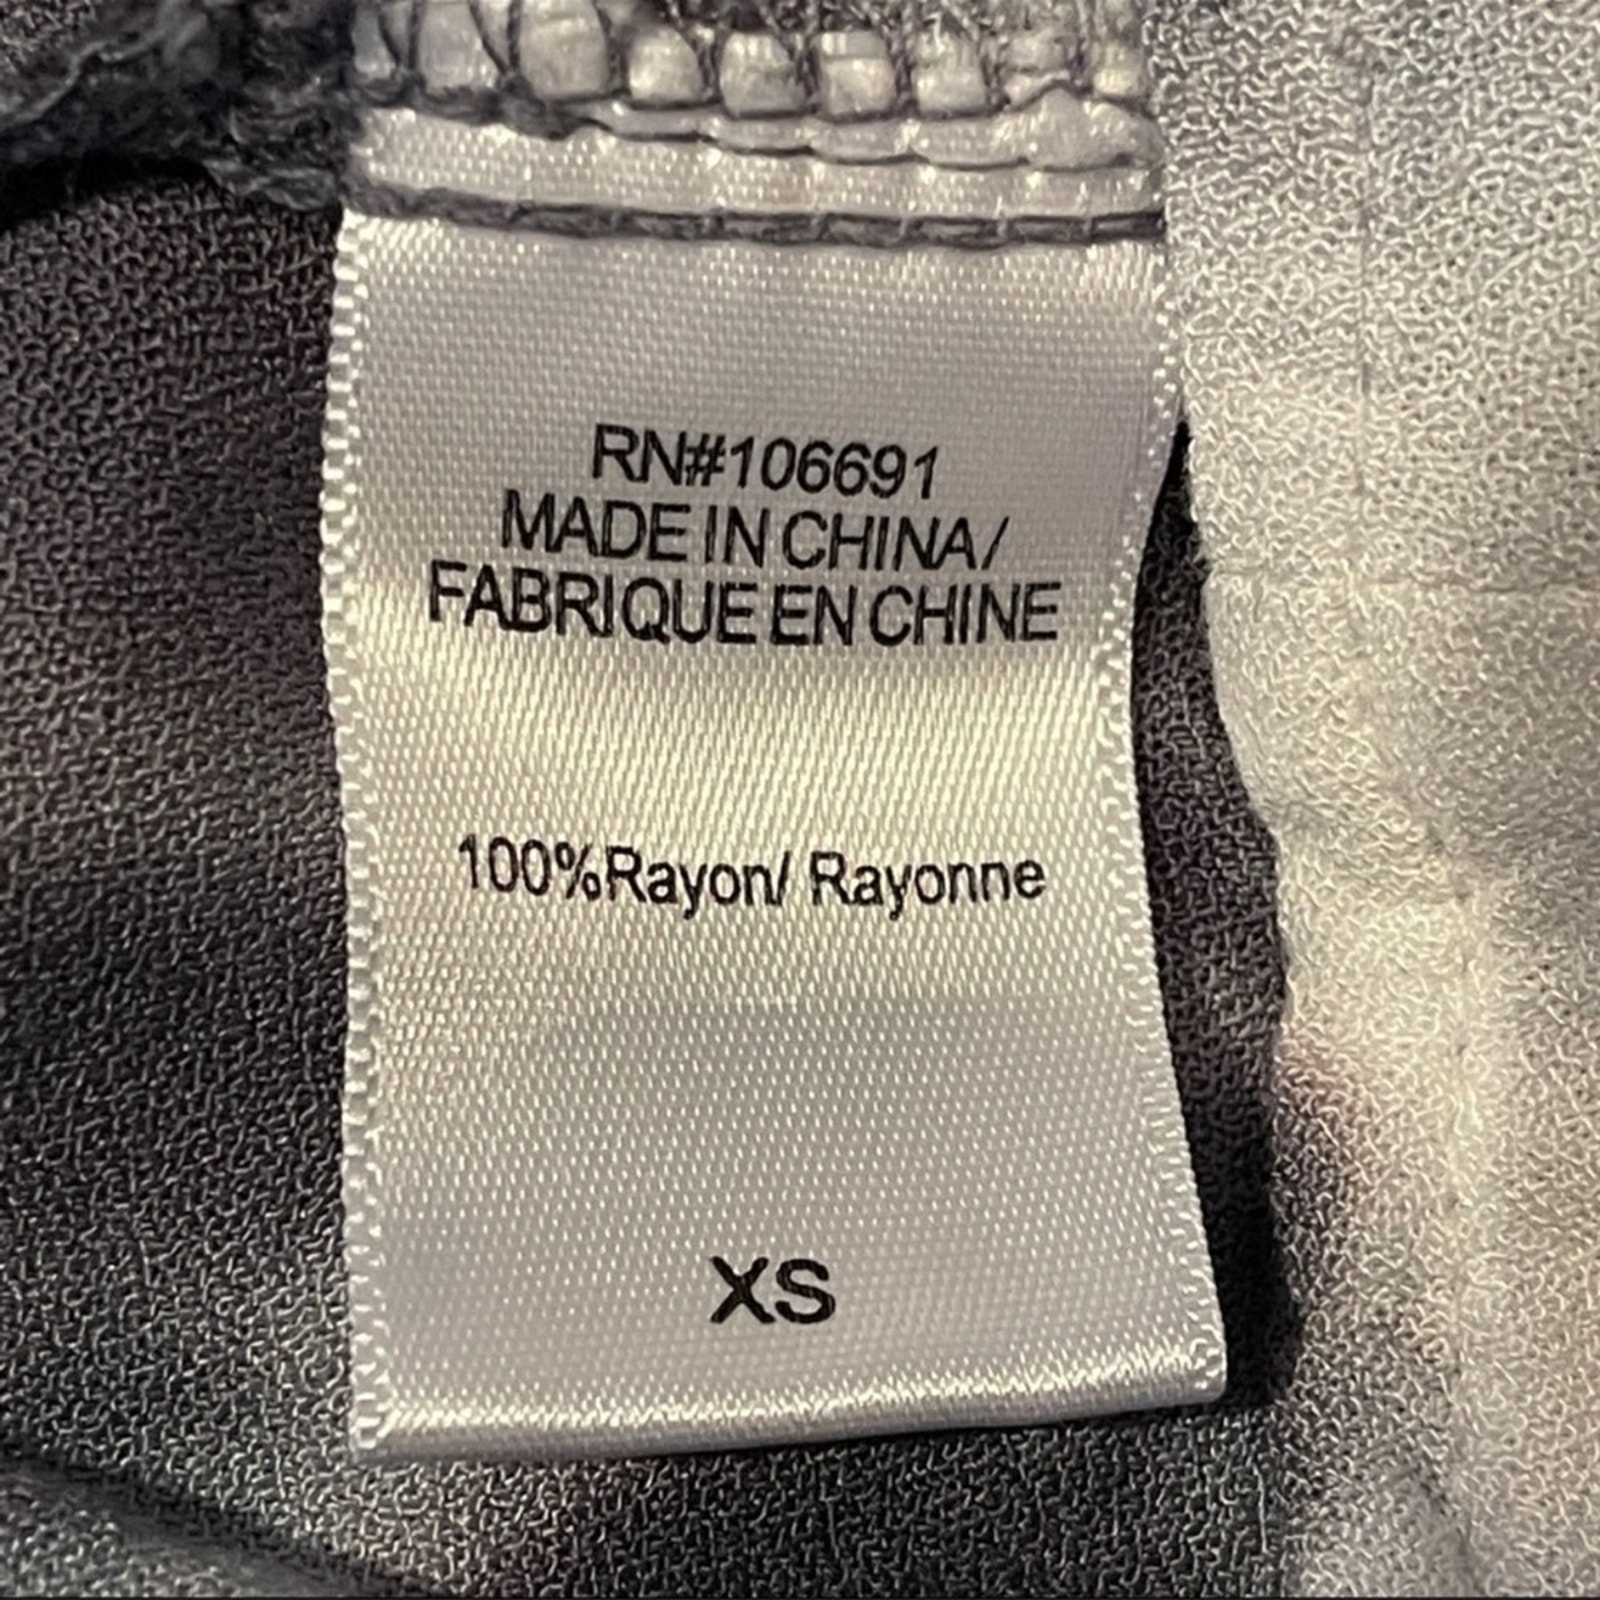 RN#106691
MADE IN CHINA/
FABRIQUE EN CHINE
100%Rayon/ Rayonne
XS